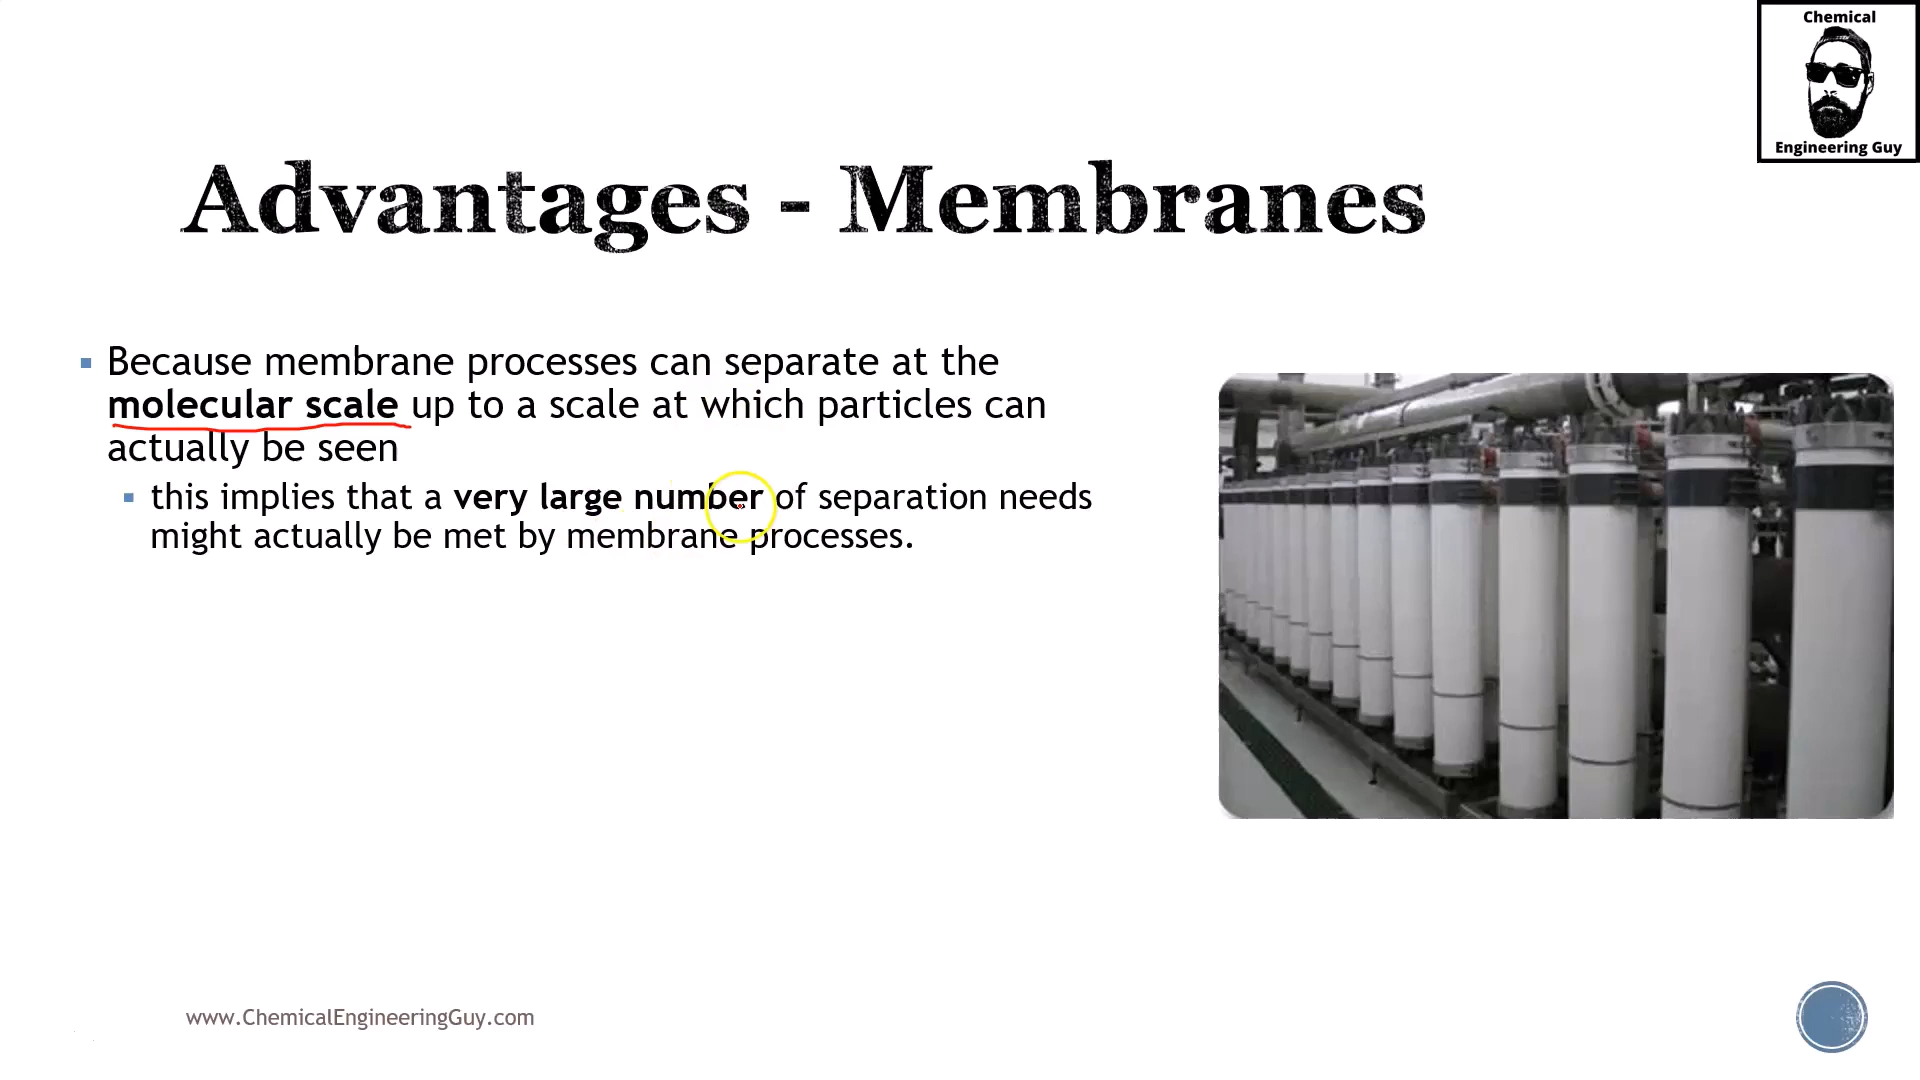 Chemical
Engineering Guy
Advantages - Membranes
Because membrane processes can separate at the
molecular scale up to a scale at which particles can
actually be seen
this implies that a very large number of separation needs
might actually be met by membrane processes.
www.ChemicalEngineeringGuy.com